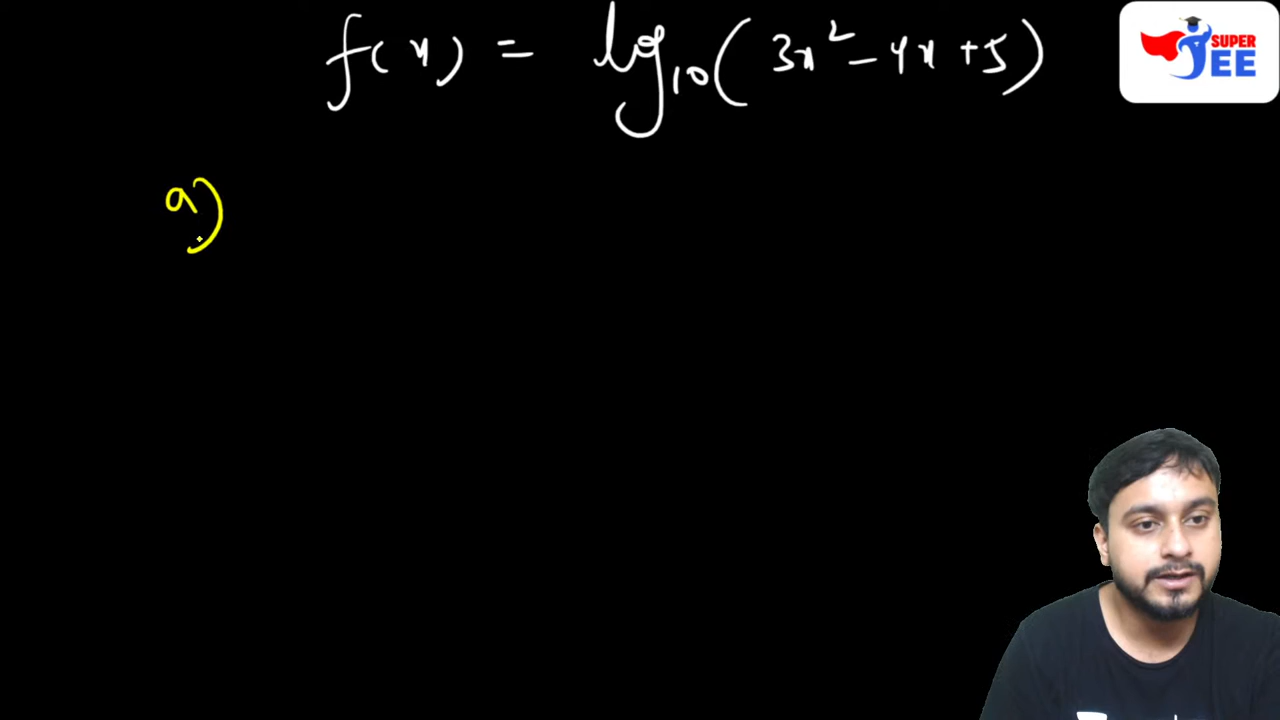 f(x) = log₁₀(3x² - 4x + 5)
SUPER
JEE
a)